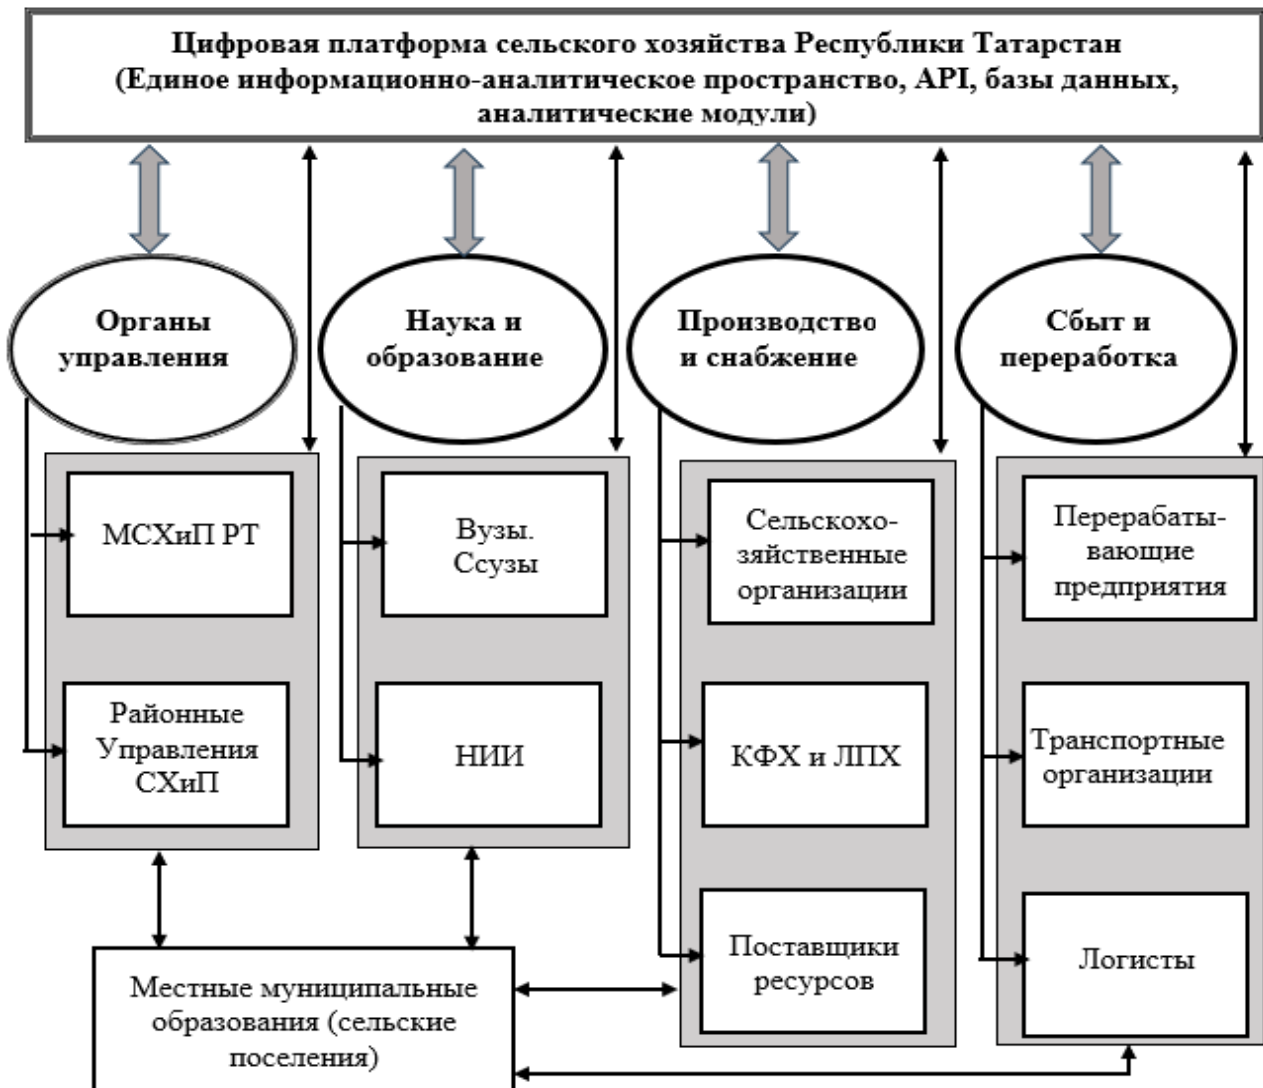 Цифровая платформа сельского хозяйства Республики Татарстан
(Единое информационно-аналитическое пространство, API, базы данных,
аналитические модули)
Органы
управления
Наука и
образование
Производство
и снабжение
Сбыт и
переработка
МСХиП РТ
Районные
Управления
СХиП
Вузы.
Ссузы
НИИ
Сельскохо-
зяйственные
организации
КФХ и ЛПХ
Поставщики
ресурсов
Перерабаты-
вающие
предприятия
Транспортные
организации
Логисты
Местные муниципальные
образования (сельские
поселения)